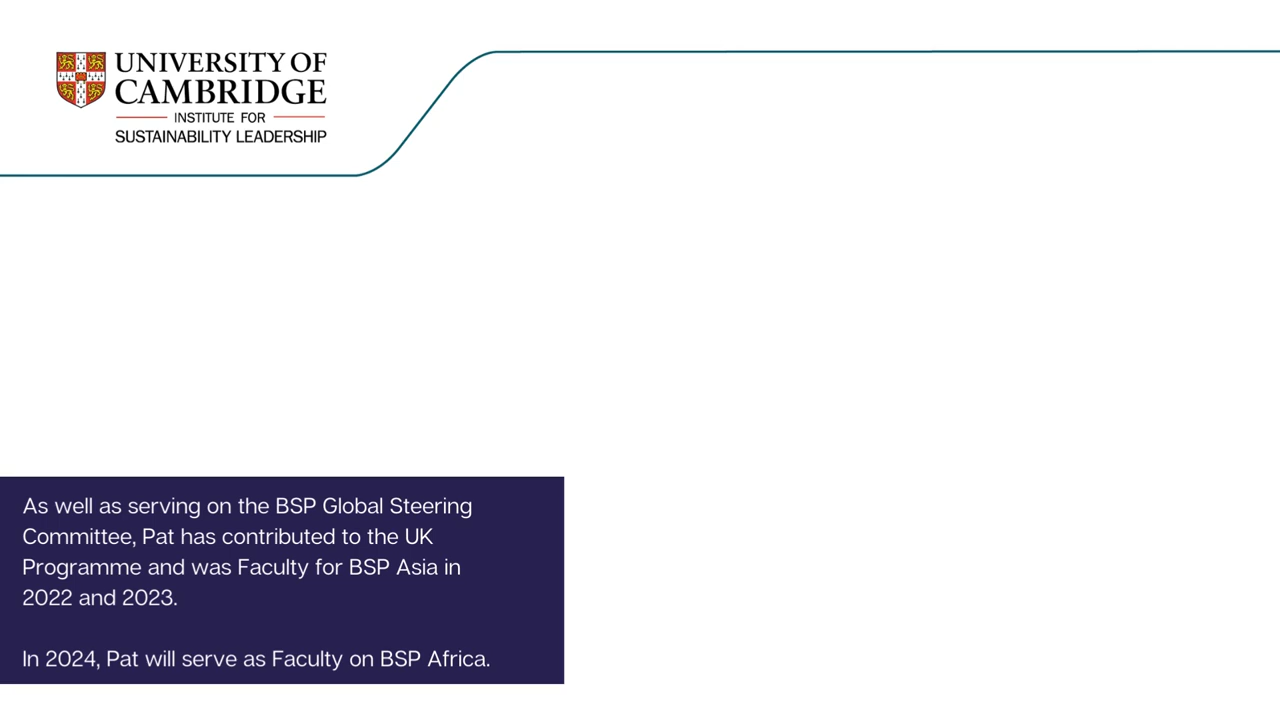 UNIVERSITY OF
CAMBRIDGE
INSTITUTE FOR
SUSTAINABILITY LEADERSHIP
As well as serving on the BSP Global Steering
Committee, Pat has contributed to the UK
Programme and was Faculty for BSP Asia in
2022 and 2023.
In 2024, Pat will serve as Faculty on BSP Africa.